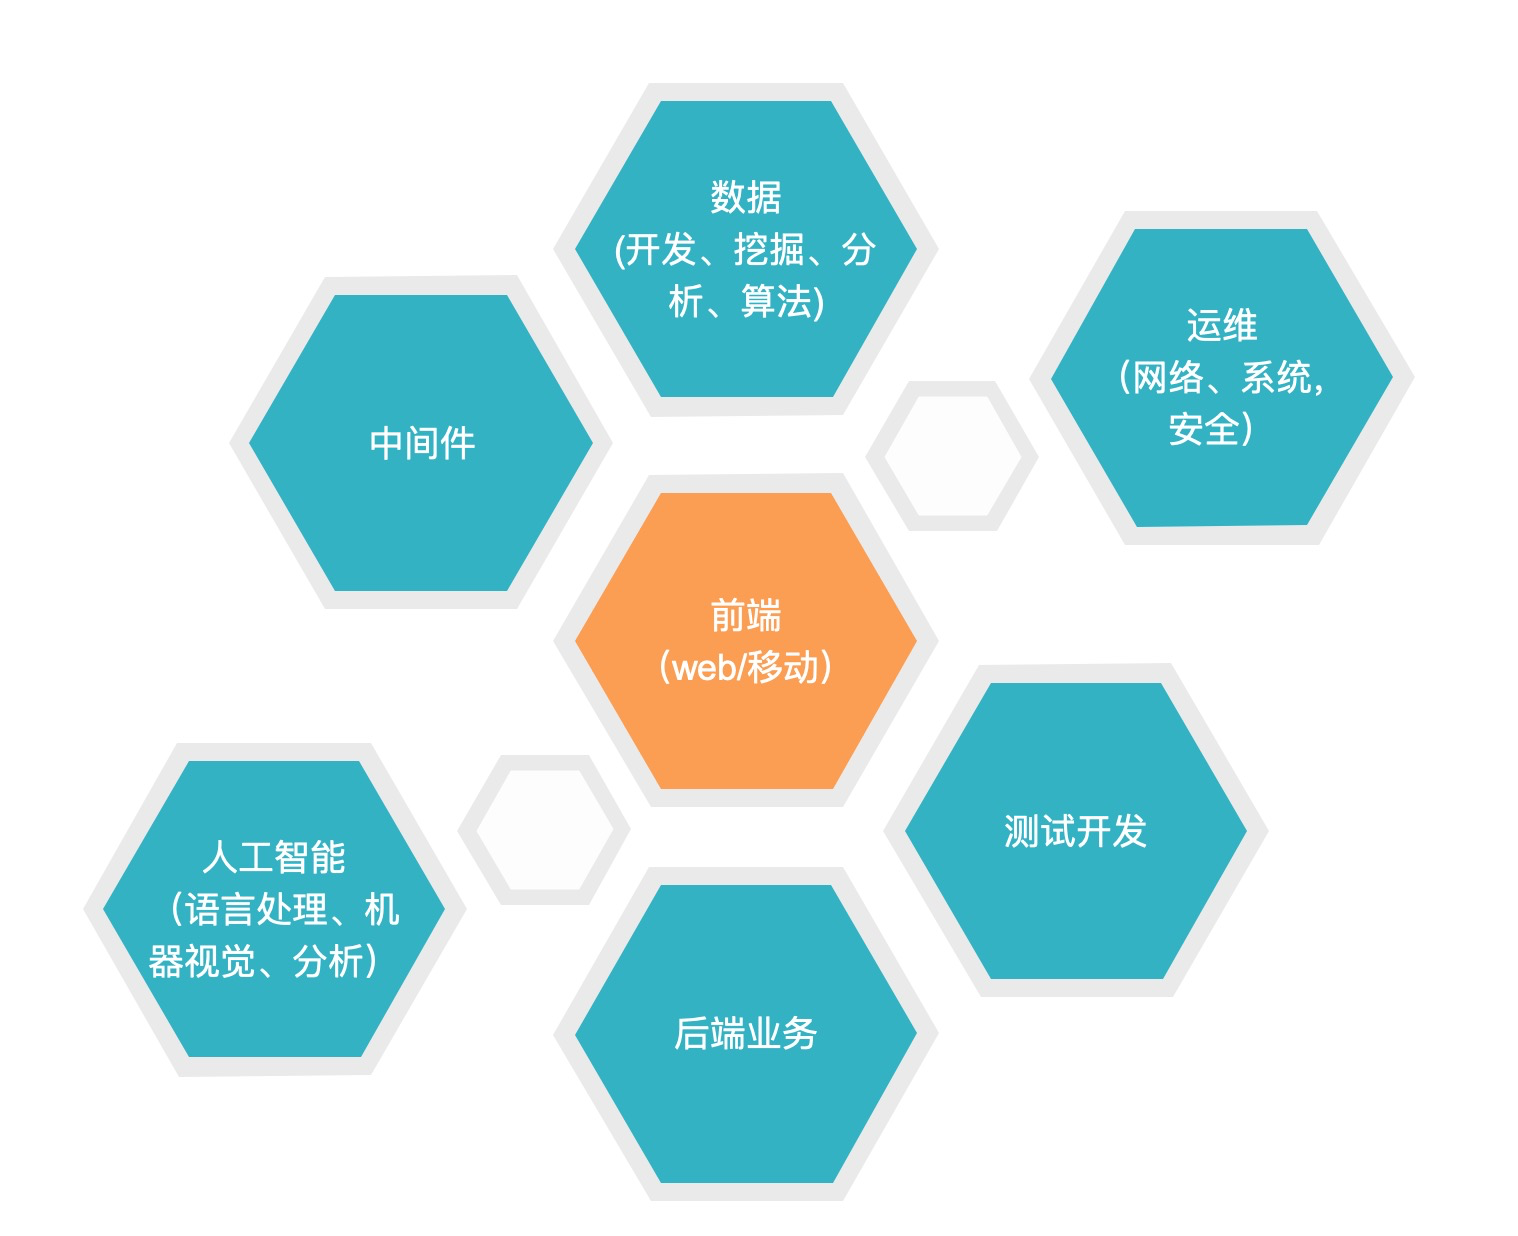 数据
(开发、挖掘、分
析、算法)
运维
（网络、系统，
安全）
中间件
前端
（web/移动）
测试开发
人工智能
（语言处理、机
器视觉、分析）
后端业务